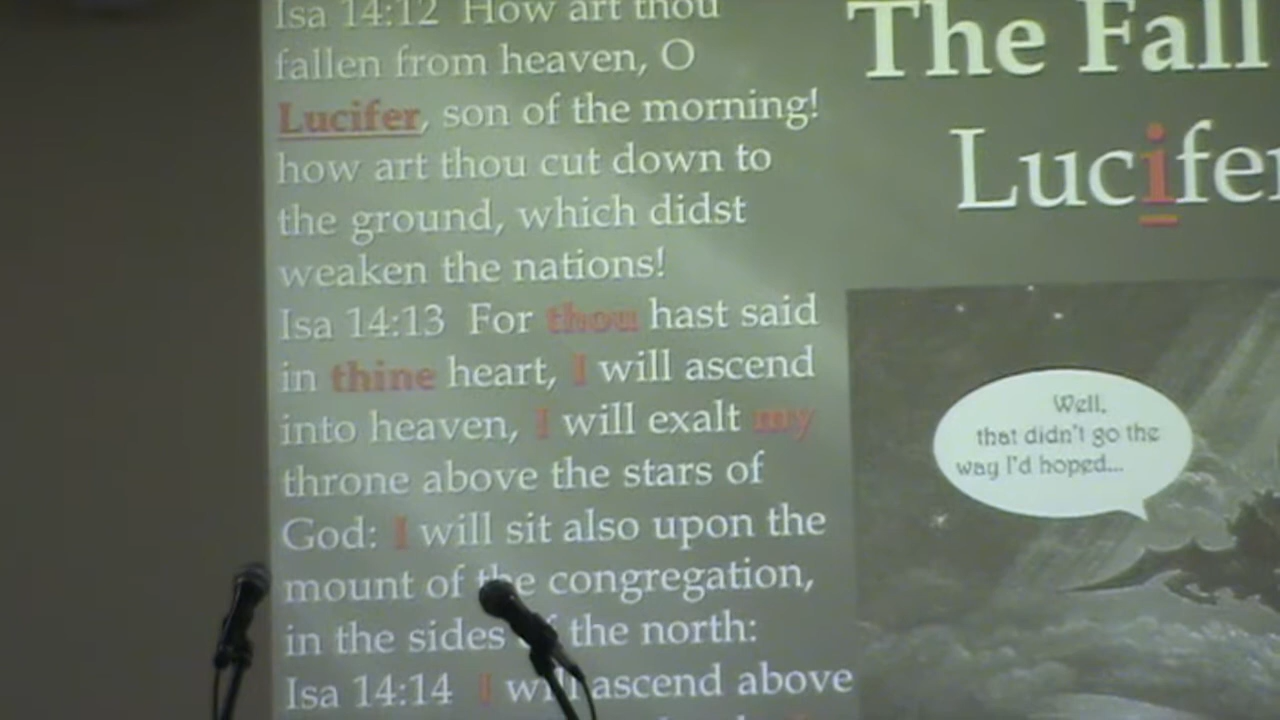 Isa 14:12 How art thou
fallen from heaven, O
Lucifer, son of the morning!
how art thou cut down to
the ground, which didst
weaken the nations!
Isa 14:13 For thou hast said
in thine heart, I will ascend
into heaven, I will exalt my
throne above the stars of
God: I will sit also upon the
mount of the congregation,
in the sides of the north:
Isa 14:14 I will ascend above
The Fall
Lucifer
Well,
that didn't go the
way I'd hoped...